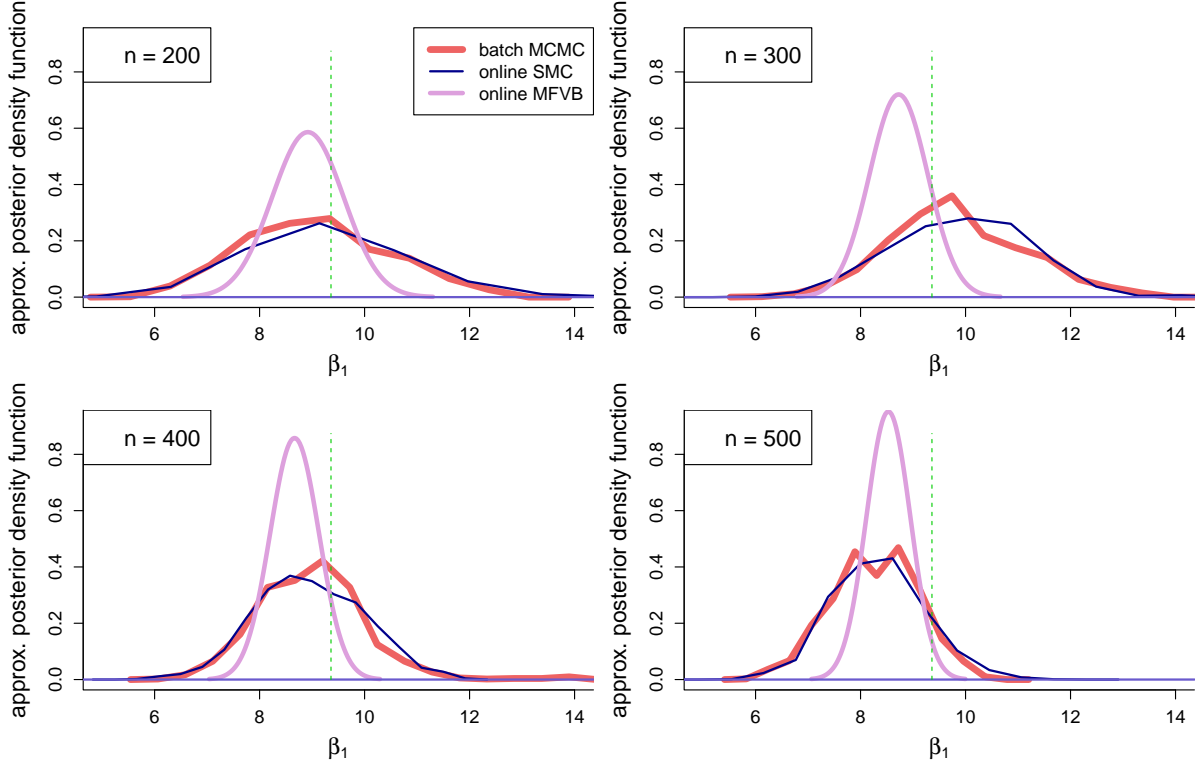 n = 200
batch MCMC
online SMC
online MFVB
approx. posterior density function
0.0 0.2 0.4 0.6 0.8
6 8 10 12 14
β1
n = 300
approx. posterior density function
0.0 0.2 0.4 0.6 0.8
6 8 10 12 14
β1
n = 400
approx. posterior density function
0.0 0.2 0.4 0.6 0.8
6 8 10 12 14
β1
n = 500
approx. posterior density function
0.0 0.2 0.4 0.6 0.8
6 8 10 12 14
β1